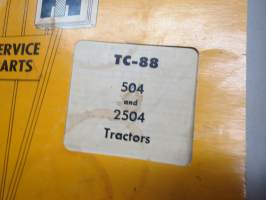 ERVICE
ARTS
TC-88
504
and
2504
Tractors